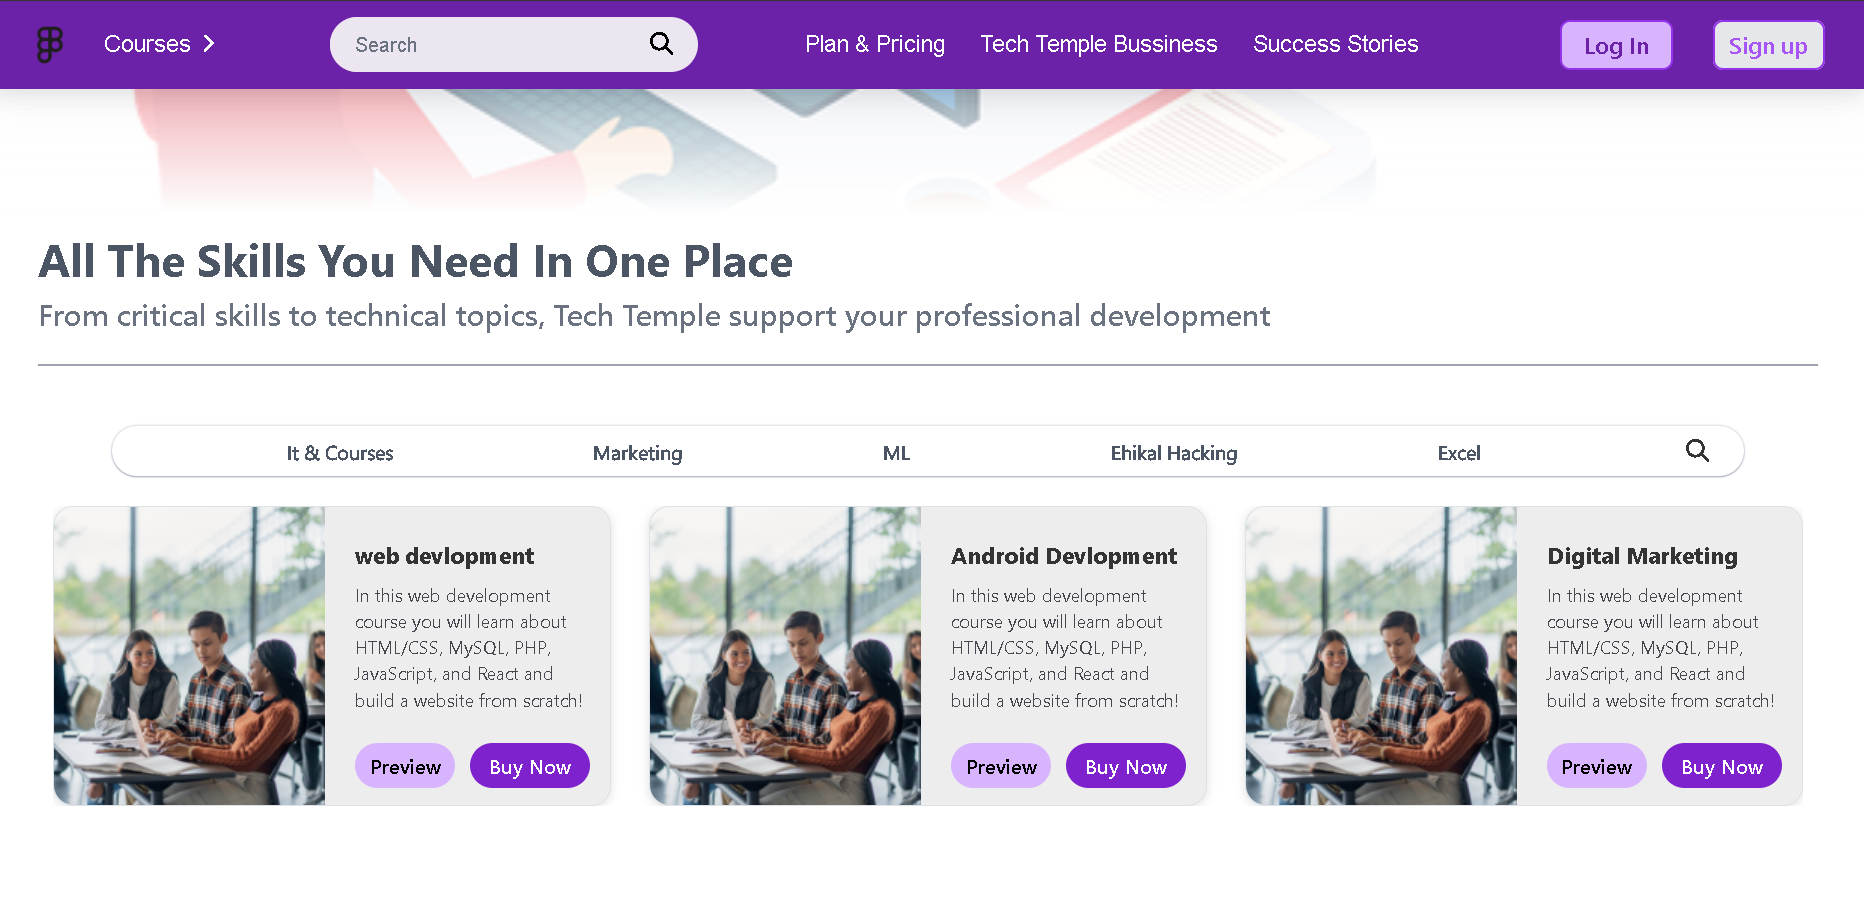 Courses
Search
Plan & Pricing
Tech Temple Bussiness
Success Stories
Log In
Sign up
All The Skills You Need In One Place
From critical skills to technical topics, Tech Temple support your professional development
It & Courses
Marketing
ML
Ehikal Hacking
Excel
web devlopment
In this web development
course you will learn about
HTML/CSS, MySQL, PHP,
JavaScript, and React and
build a website from scratch!
Preview
Buy Now
Android Devlopment
In this web development
course you will learn about
HTML/CSS, MySQL, PHP,
JavaScript, and React and
build a website from scratch!
Preview
Buy Now
Digital Marketing
In this web development
course you will learn about
HTML/CSS, MySQL, PHP,
JavaScript, and React and
build a website from scratch!
Preview
Buy Now